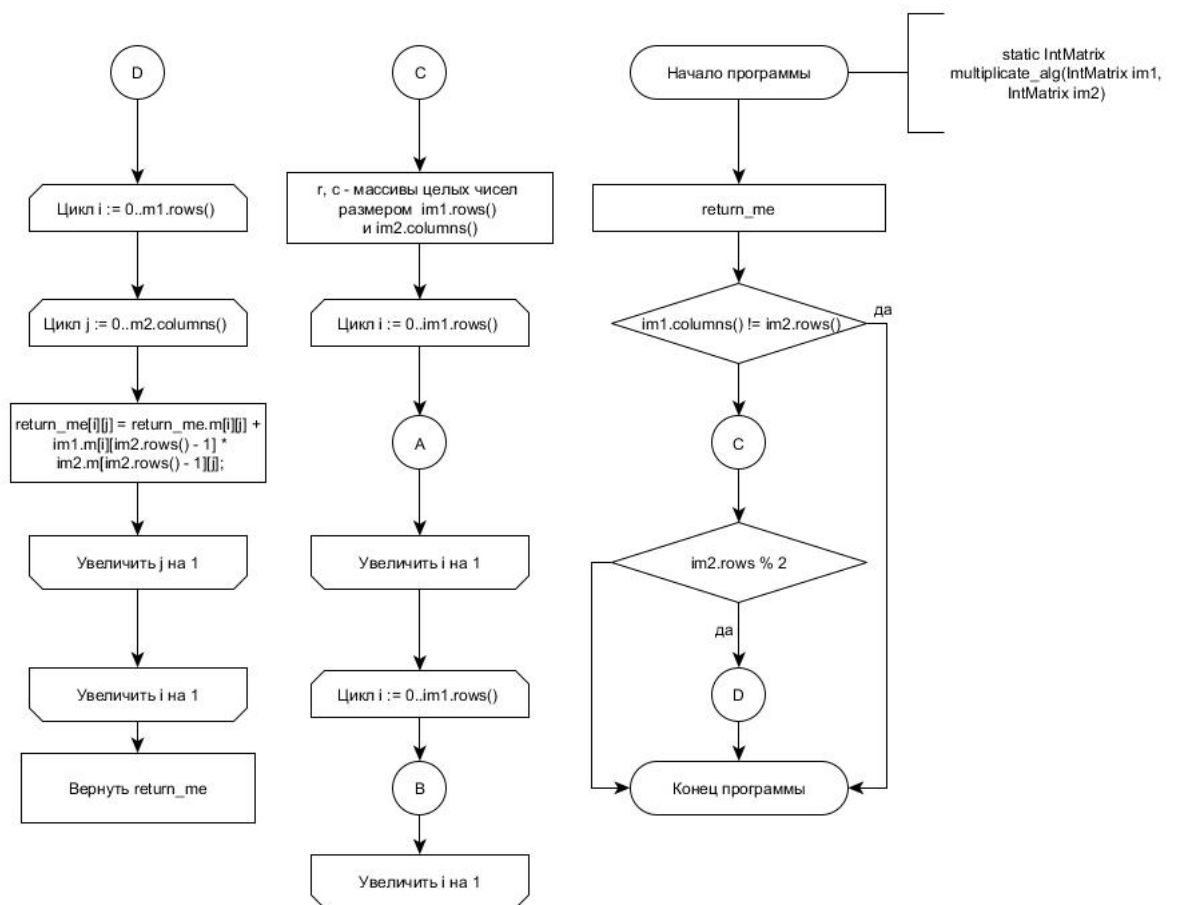 D
Цикл i := 0..m1.rows()
Цикл j := 0..m2.columns()
return_me[i][j] = return_me.m[i][j] +
im1.m[i][im2.rows() - 1] *
im2.m[im2.rows() - 1][j];
Увеличить j на 1
Увеличить i на 1
Вернуть return_me
C
r, c - массивы целых чисел
размером im1.rows()
и im2.columns()
Цикл i := 0..im1.rows()
A
Увеличить i на 1
Цикл i := 0..im1.rows()
B
Увеличить i на 1
Начало программы
static IntMatrix
multiplicate_alg(IntMatrix im1,
IntMatrix im2)
return_me
im1.columns() != im2.rows()
да
C
im2.rows % 2
да
D
Конец программы